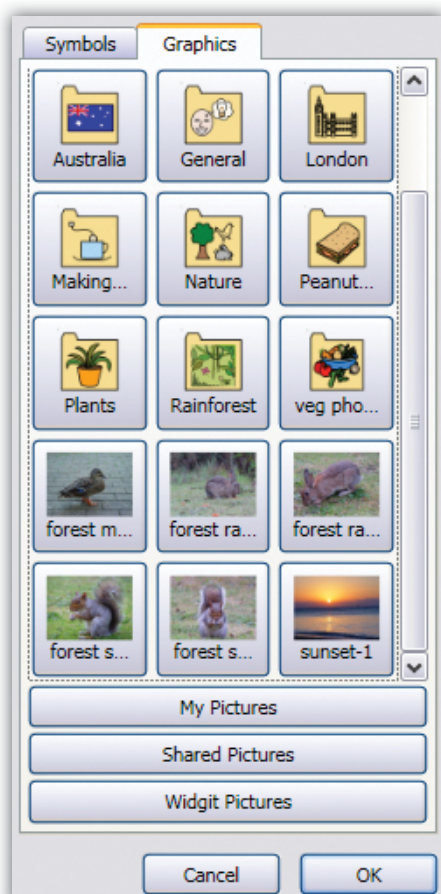 Symbols Graphics
Australia General London
Making... Nature Peanut...
Plants Rainforest veg pho...
forest m... forest ra... forest ra...
forest s... forest s... sunset-1
My Pictures
Shared Pictures
Widgit Pictures
Cancel OK